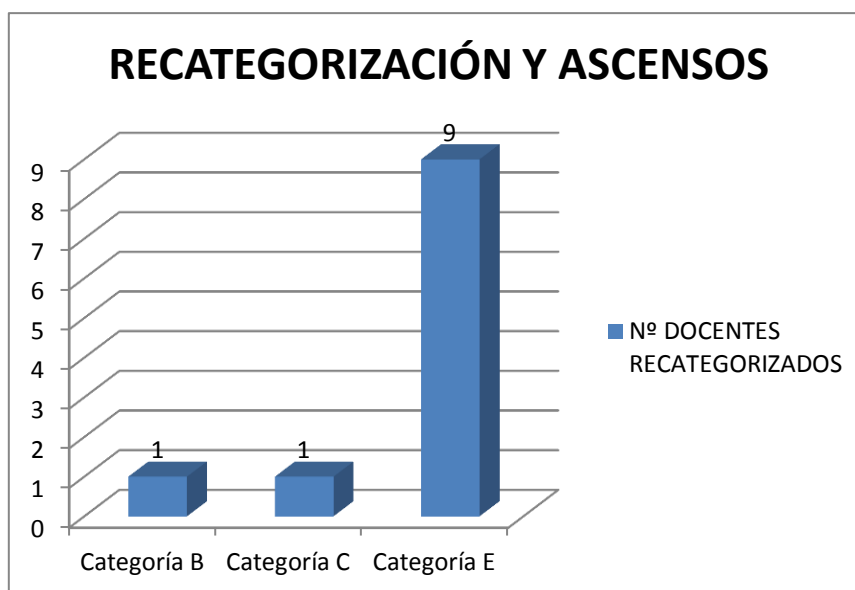 RECATEGORIZACIÓN Y ASCENSOS
9
9
8
7
6
5
4
3
2
1
0
1
1
Categoría B
Categoría C
Categoría E
Nº DOCENTES
RECATEGORIZADOS